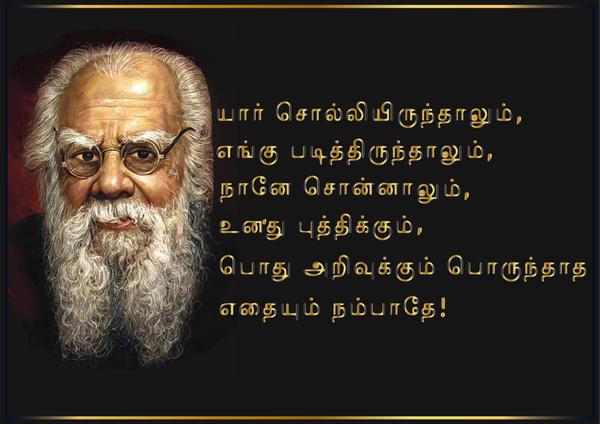 யார் சொல்லியிருந்தாலும்,
எங்கு படித்திருந்தாலும்,
நானே சொன்னாலும்,
உனது புத்திக்கும்,
பொது அறிவுக்கும் பொருந்தாத
எதையும் நம்பாதே!